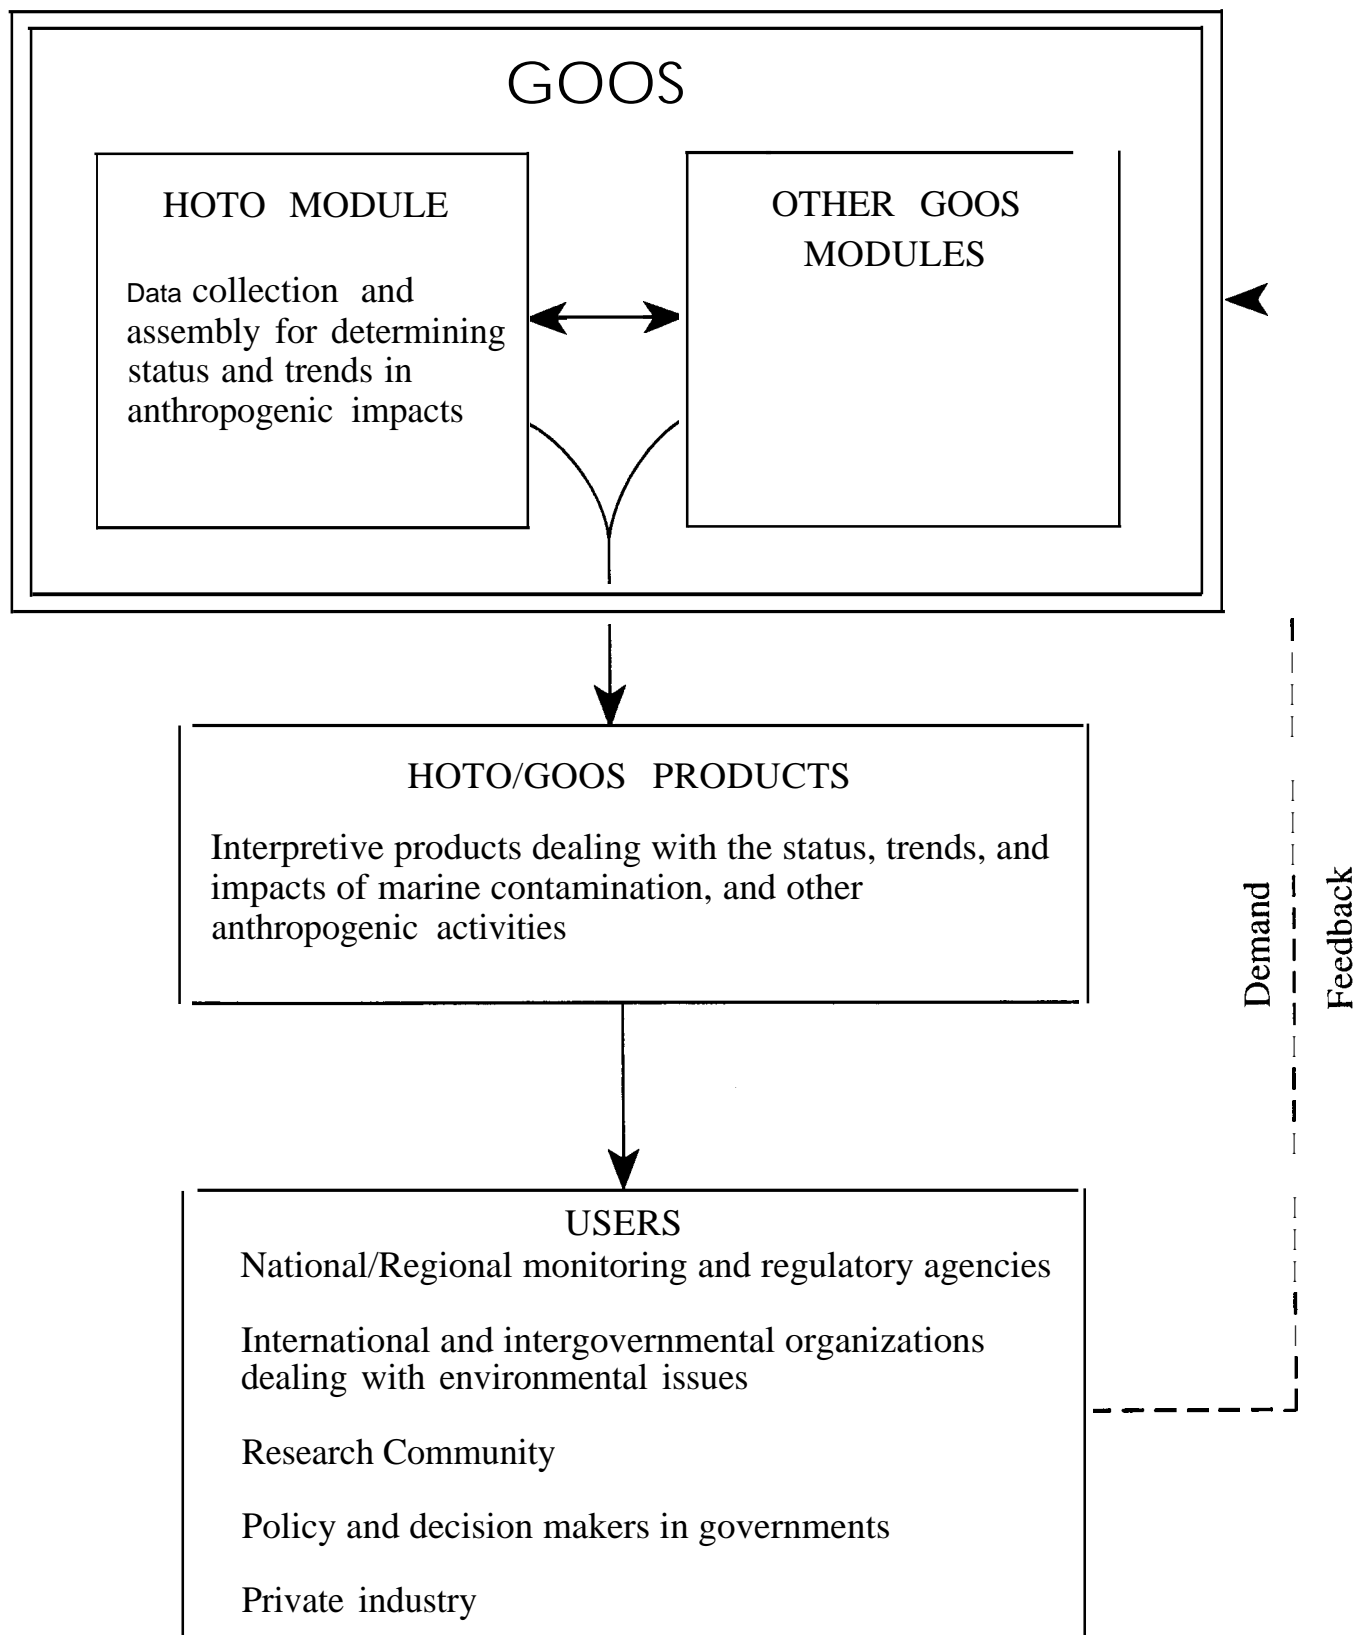 GOOS
HOTO MODULE
Data collection and
assembly for determining
status and trends in
anthropogenic impacts
OTHER GOOS
MODULES
HOTO/GOOS PRODUCTS
Interpretive products dealing with the status, trends, and
impacts of marine contamination, and other
anthropogenic activities
Demand
Feedback
USERS
National/Regional monitoring and regulatory agencies
International and intergovernmental organizations
dealing with environmental issues
Research Community
Policy and decision makers in governments
Private industry